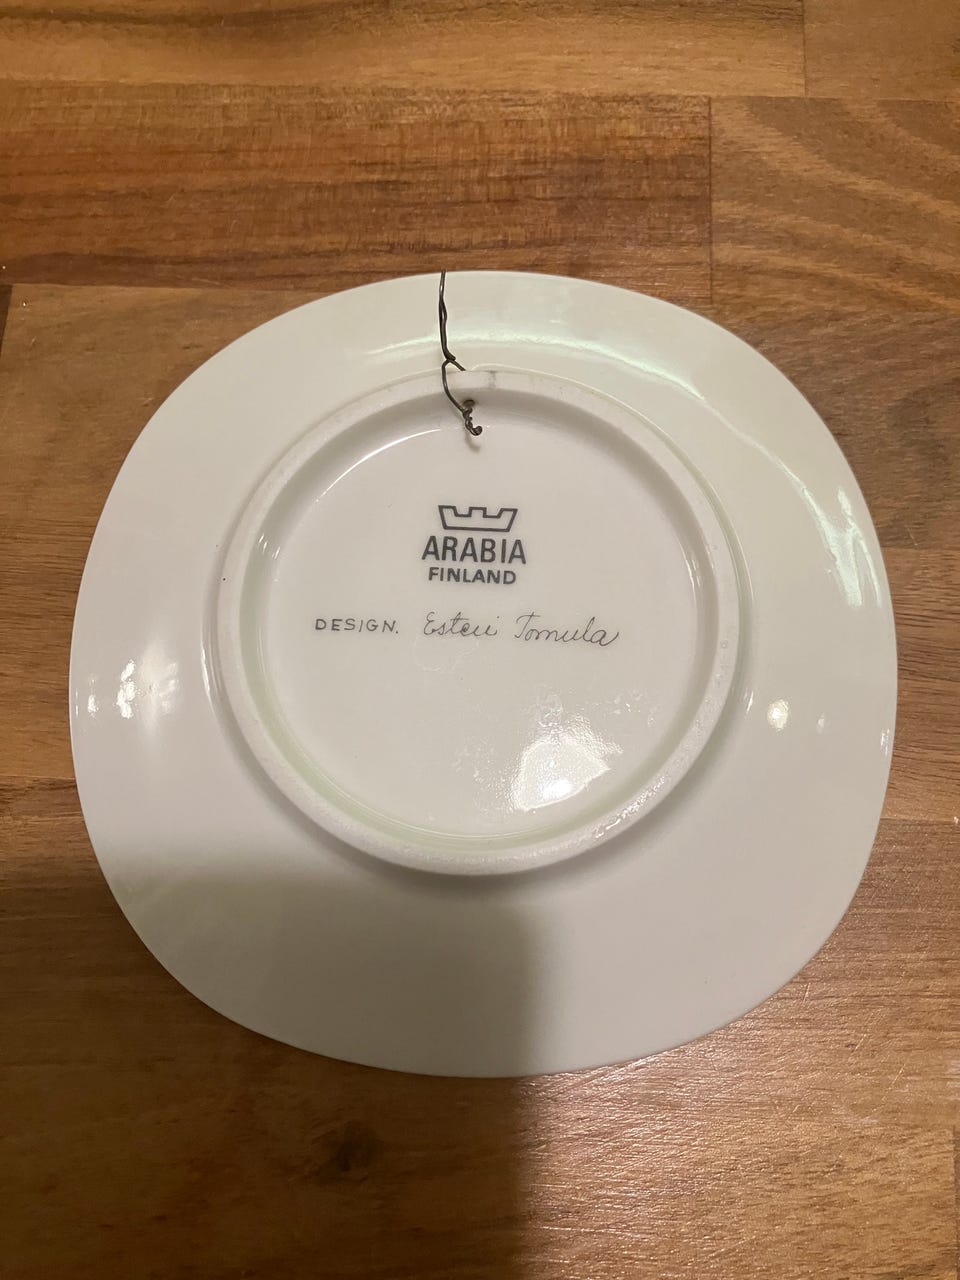 ARABIA
FINLAND
DESIGN. Esteri Tomula